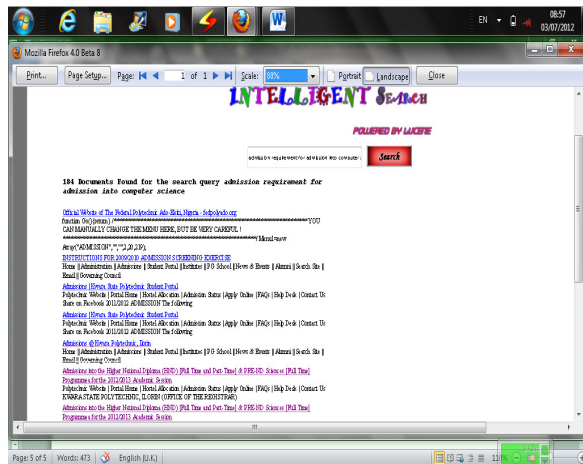 EN
08:57
03/07/2012
Mozilla Firefox 4.0 Beta 8
Print... Page Setup... Page: 1 of 1 Scale: 88% Portrait Landscape Close
INTELLIGENT SEARCH
POWERED BY LUCENE
admission requirement for admission into computer : Search
184 Documents Found for the search query admission requirement for
admission into computer science
Official Website of The Federal Polytechnic Ado-Ekiti, Nigeria - fedpolyado.org
YOU
CAN MANUALLY CHANGE THE MENU HERE, BUT BE VERY CAREFUL !
Menu1=new
Array("ADMISSION","","",2,20,219);
INSTRUCTIONS FOR 2009/2010 ADMISSION SCREENING EXERCISE
Home || Administration || Admissions || Student Portal || Institutes || PG School || News & Events || Alumni || Search Site ||
Email || Governing Council
Admissions | Kwara State Polytechnic Student Portal
Polytechnic Website | Portal Home | Hostel Allocation | Admission Status | Apply Online | FAQs | Help Desk | Contact Us
Share on Facebook 2011/2012 ADMISSION The following
Admissions | Kwara State Polytechnic Student Portal
Polytechnic Website | Portal Home | Hostel Allocation | Admission Status | Apply Online | FAQs | Help Desk | Contact Us
Share on Facebook 2011/2012 ADMISSION The following
Admissions @ Kwara Polytechnic, Ilorin
Home || Administration || Admissions || Student Portal || Institutes || PG School || News & Events || Alumni || Search Site ||
Email || Governing Council
Admissions into the Higher National Diploma (HND) [Full Time and Part-Time] & PRE-ND Sciences [Full Time]
Programmes for the 2012/2013 Academic Session
Polytechnic Website | Portal Home | Hostel Allocation | Admission Status | Apply Online | FAQs | Help Desk | Contact Us
KWARA STATE POLYTECHNIC, ILORIN (OFFICE OF THE REGISTRAR)
Admissions into the Higher National Diploma (HND) [Full Time and Part-Time] & PRE-ND Sciences [Full Time]
Programmes for the 2012/2013 Academic Session
Page: 5 of 5 Words: 473 English (U.K.) 110%